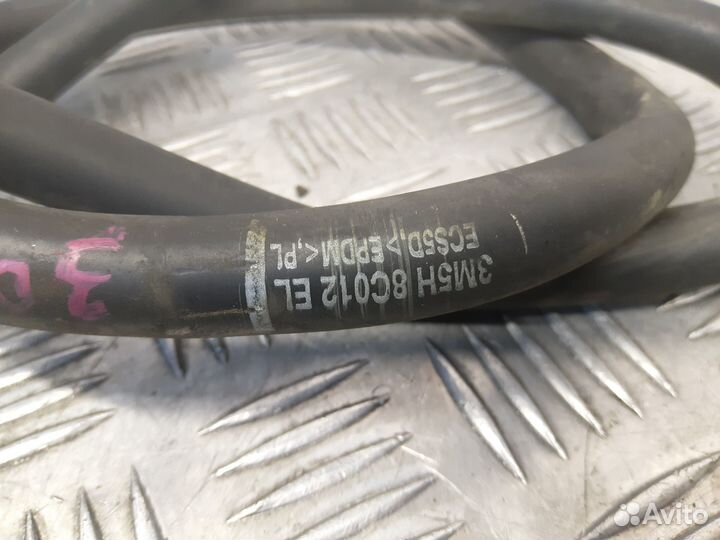 3M5H 8C012 EL
ECS5D,>EPDM<,PL
Avito